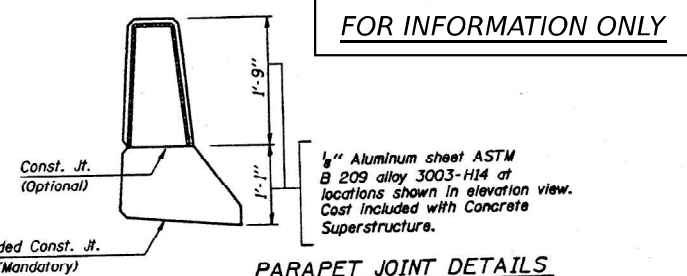 FOR INFORMATION ONLY
1'-9"
1'-1"
Const. Jt.
(Optional)
1/8" Aluminum sheet ASTM
B 209 alloy 3003-H14 at
locations shown in elevation view.
Cost included with Concrete
Superstructure.
Const. Jt.
(Mandatory)
PARAPET JOINT DETAILS